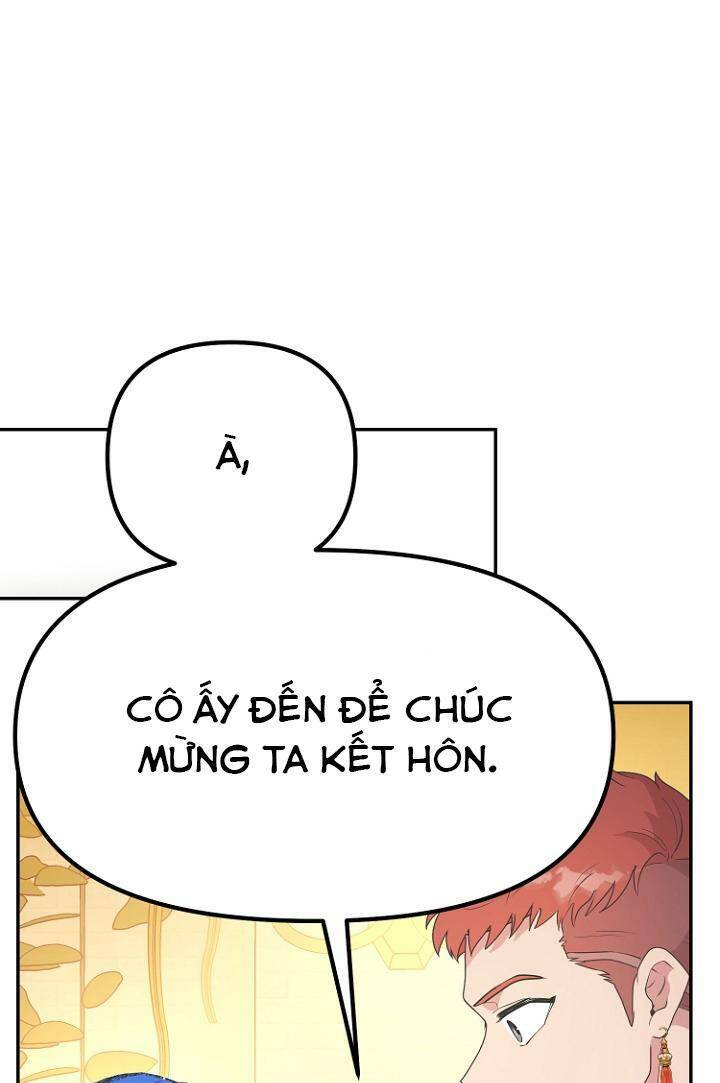 À,
CÔ ẤY ĐẾN ĐỂ CHÚC
MỪNG TA KẾT HÔN.